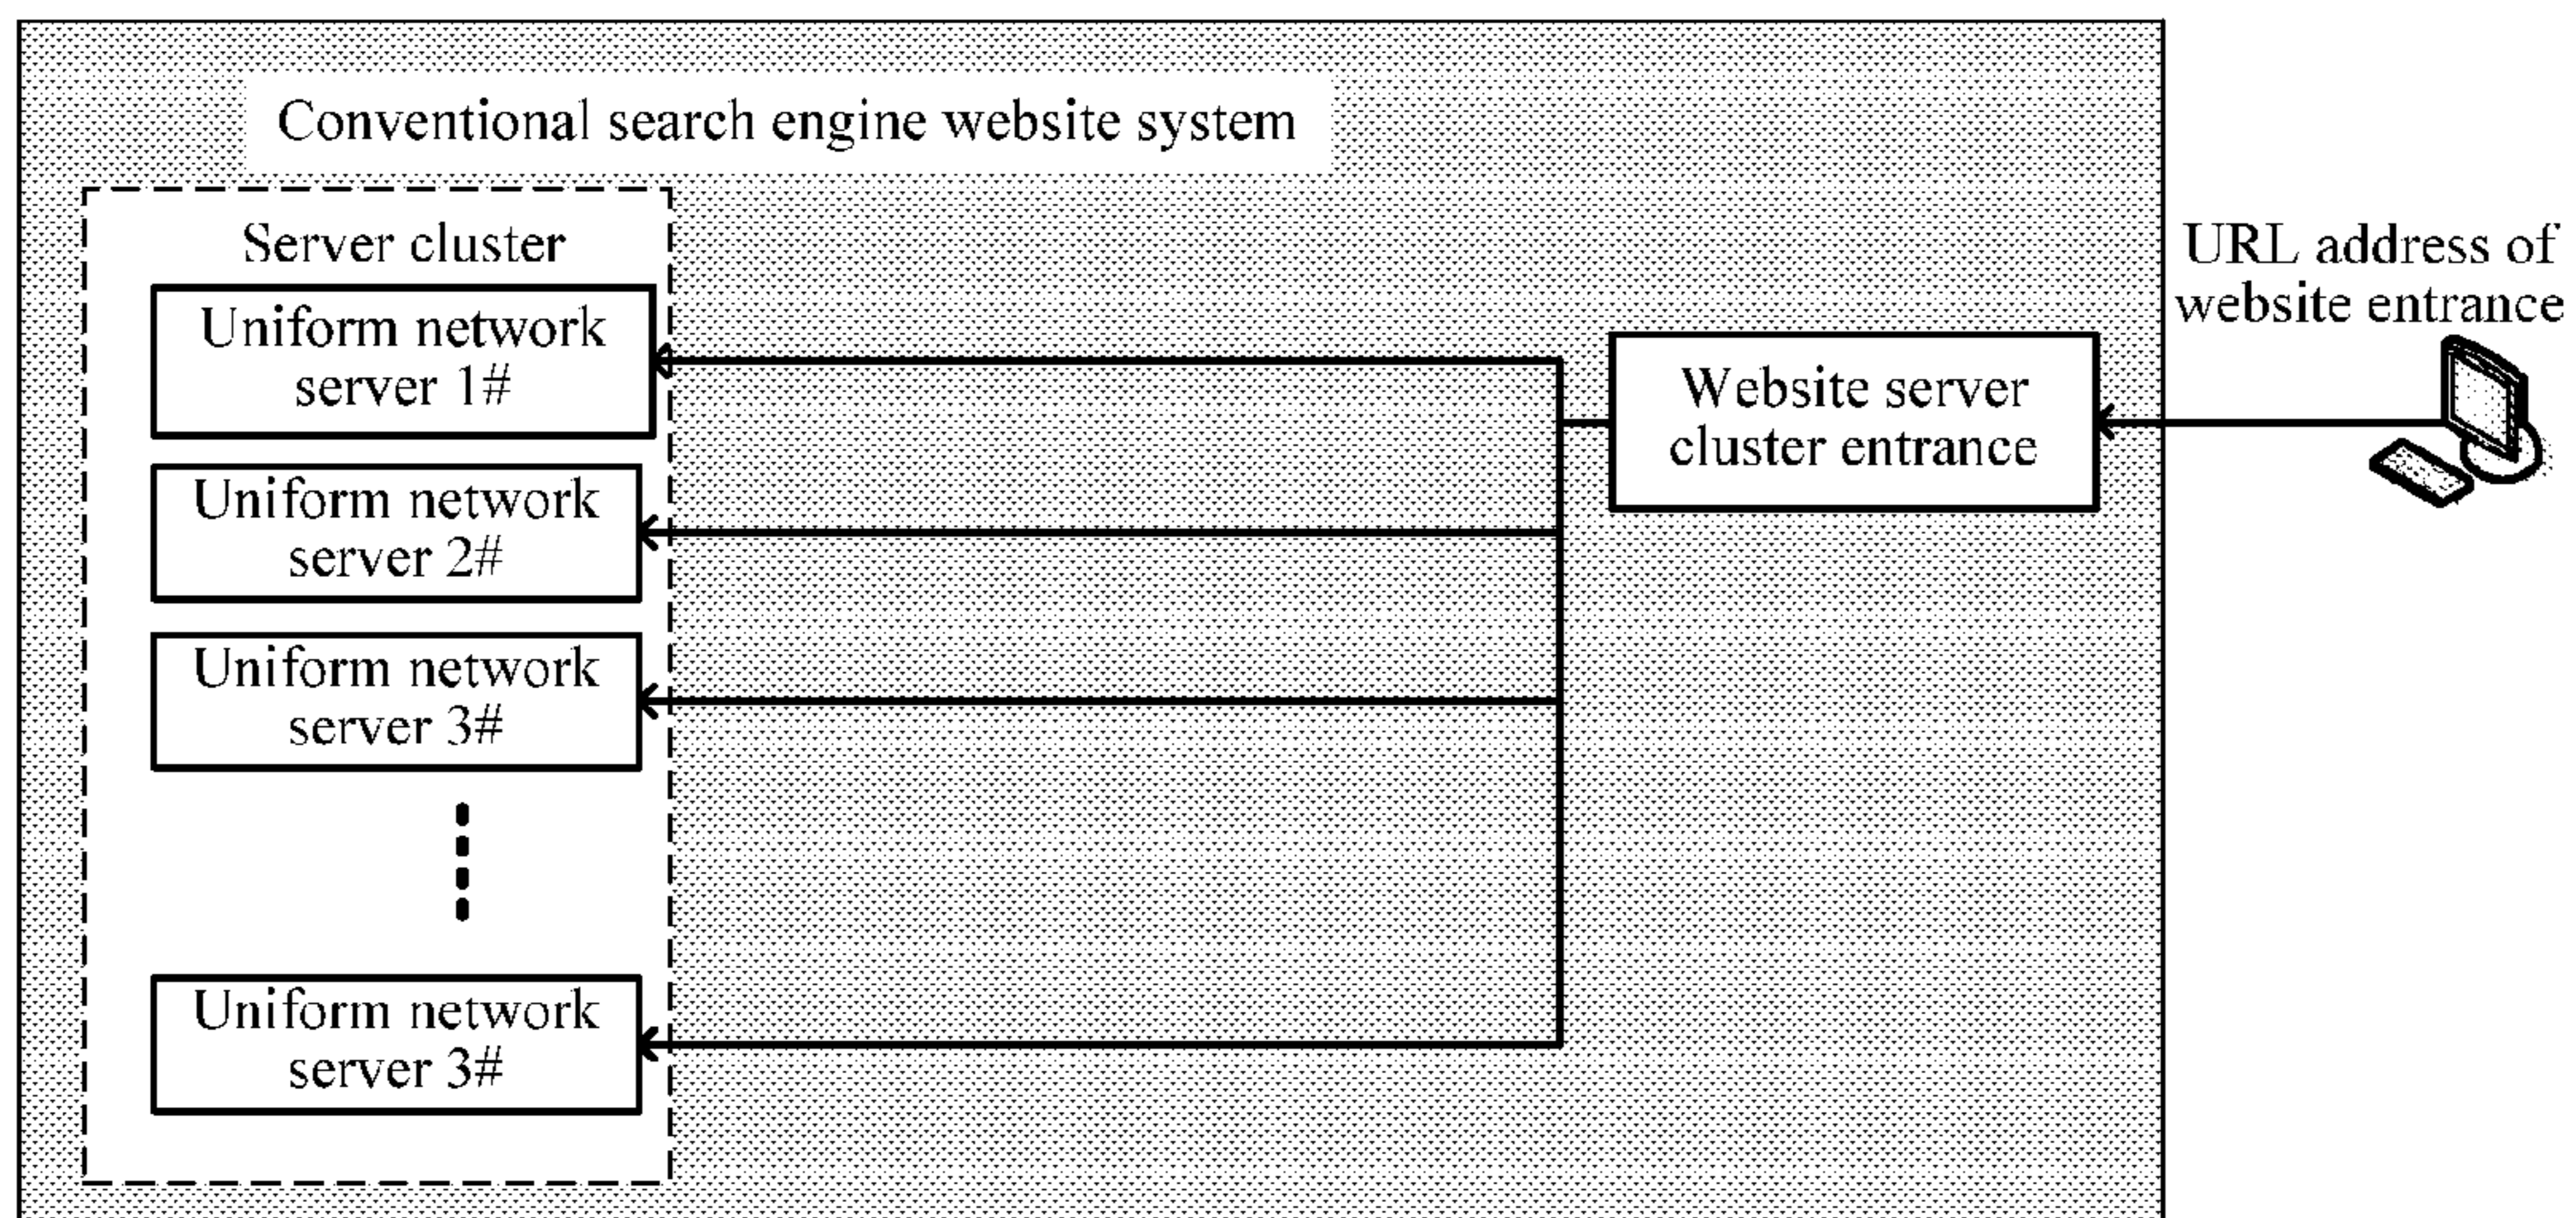 Conventional search engine website system
Server cluster
Uniform network
server 1#
Uniform network
server 2#
Uniform network
server 3#
Uniform network
server 3#
Website server
cluster entrance
URL address of
website entrance